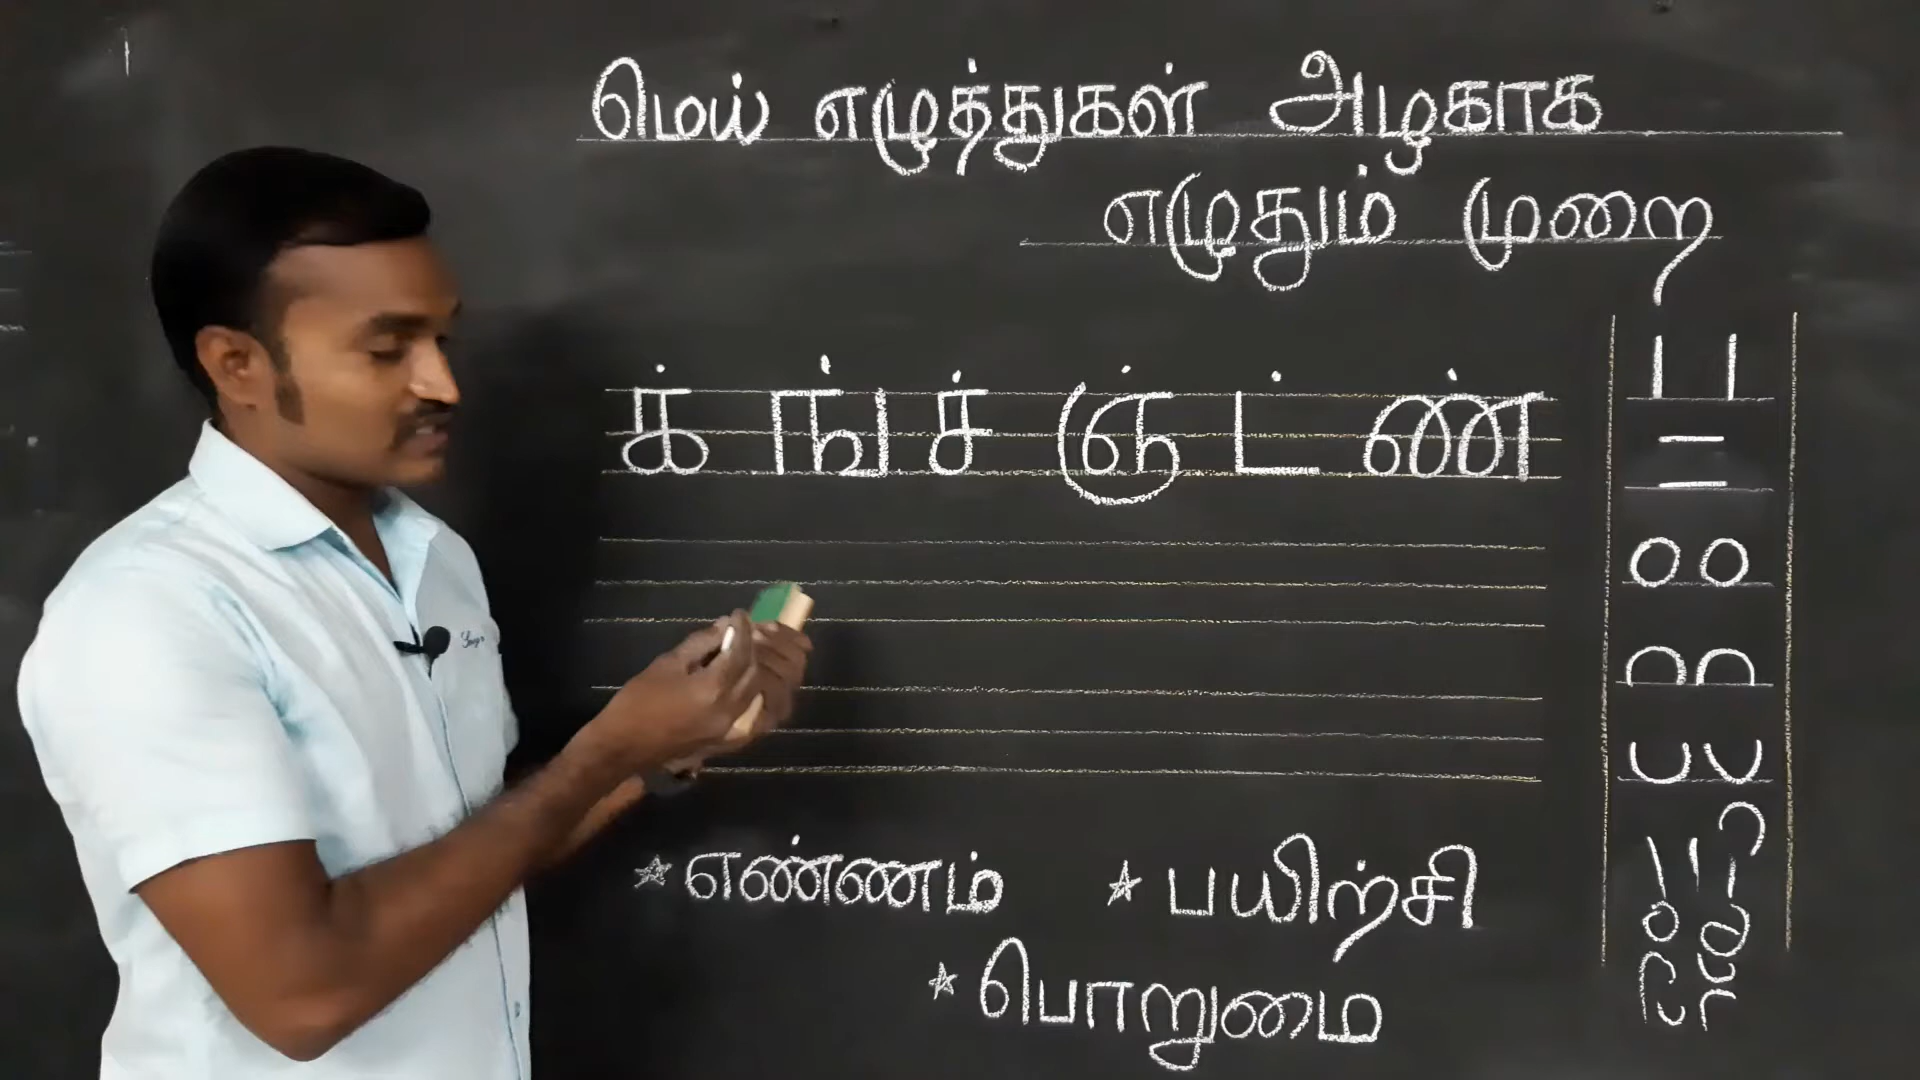 மெய் எழுத்துகள் அழகாக
எழுதும் முறை
க் ங் ச் ஞ் ட் ண்
* எண்ணம் * பயிற்சி
* பொறுமை